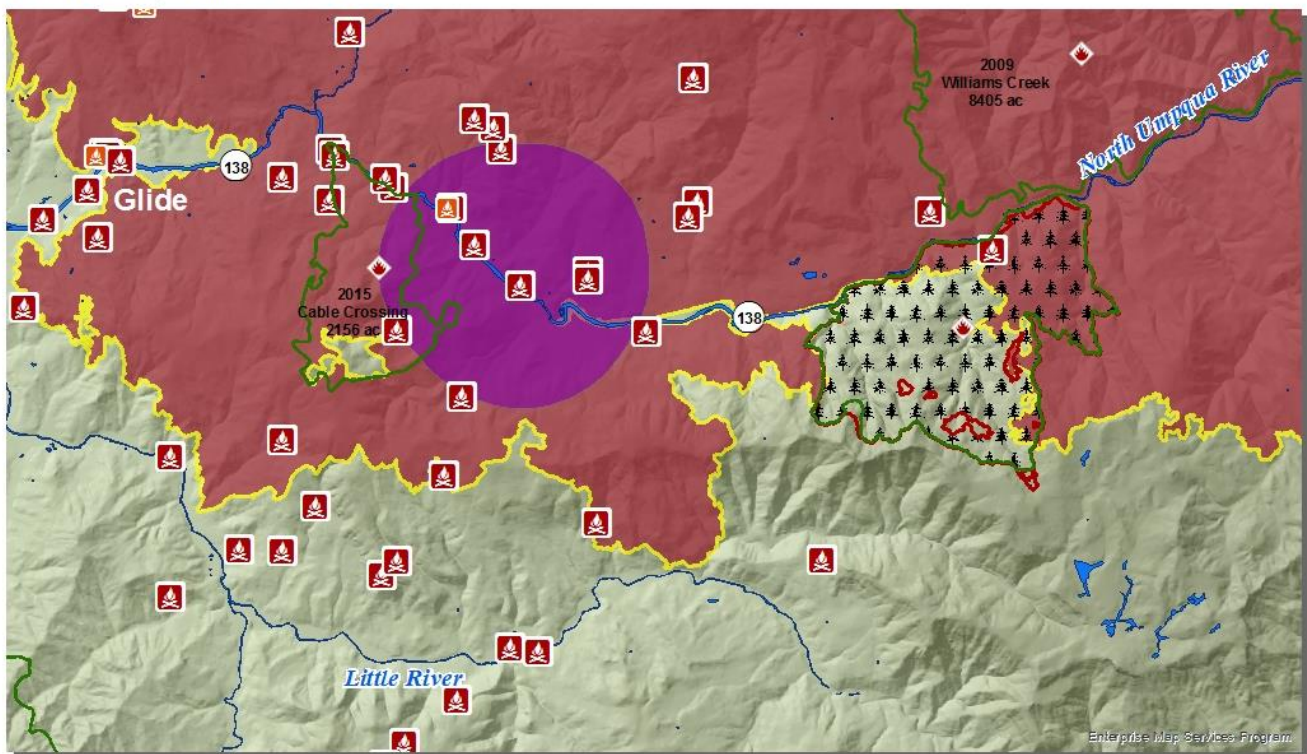 2009
Williams Creek
8405 ac
North Umpqua River
138
Glide
2015
Cable Crossing
2156 ac
138
Little River
Enterprise Map Services Program